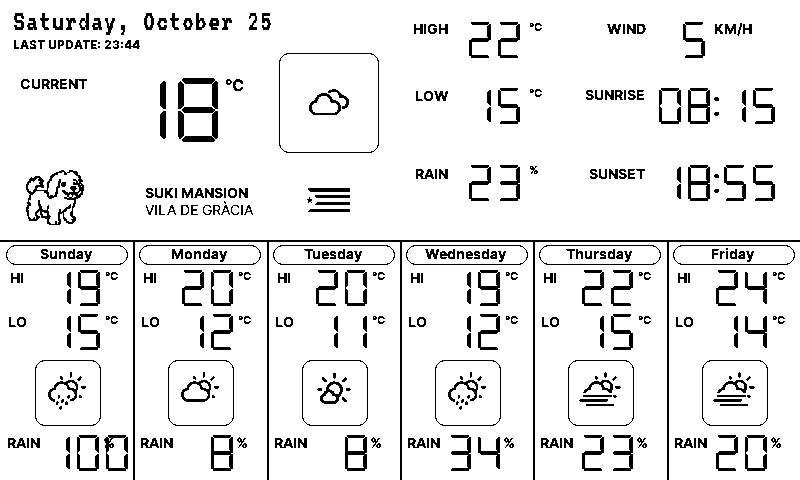 Saturday, October 25
LAST UPDATE: 23:44
CURRENT 18 °C
SUKI MANSION
VILA DE GRÀCIA
HIGH 22 °C
LOW 15 °C
RAIN 23 %
WIND 5 KM/H
SUNRISE 08:15
SUNSET 18:55
Sunday
HI 19 °C
LO 15 °C
RAIN 100 %
Monday
HI 20 °C
LO 12 °C
RAIN 8 %
Tuesday
HI 20 °C
LO 11 °C
RAIN 8 %
Wednesday
HI 19 °C
LO 12 °C
RAIN 34 %
Thursday
HI 22 °C
LO 15 °C
RAIN 23 %
Friday
HI 24 °C
LO 14 °C
RAIN 20 %